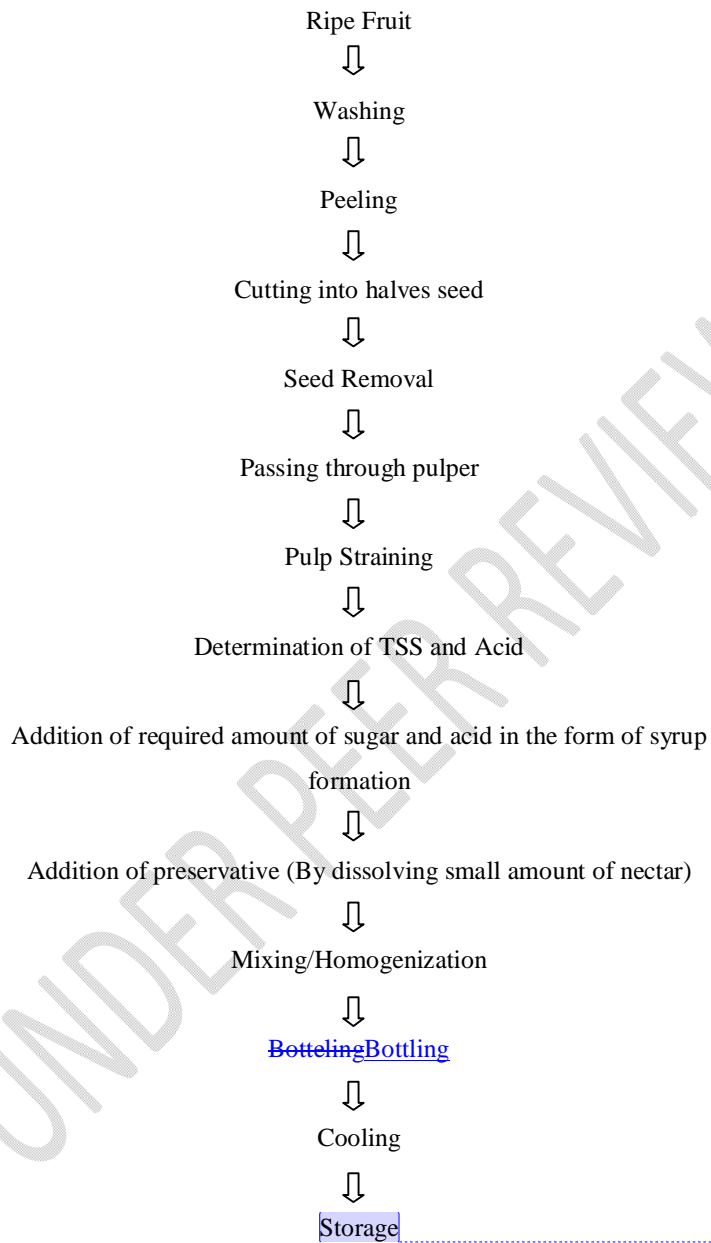 Ripe Fruit
Washing
Peeling
Cutting into halves seed
Seed Removal
Passing through pulper
Pulp Straining
Determination of TSS and Acid
Addition of required amount of sugar and acid in the form of syrup
formation
Addition of preservative (By dissolving small amount of nectar)
Mixing/Homogenization
BottelingBottling
Cooling
Storage
UNDER PEER REVIEW